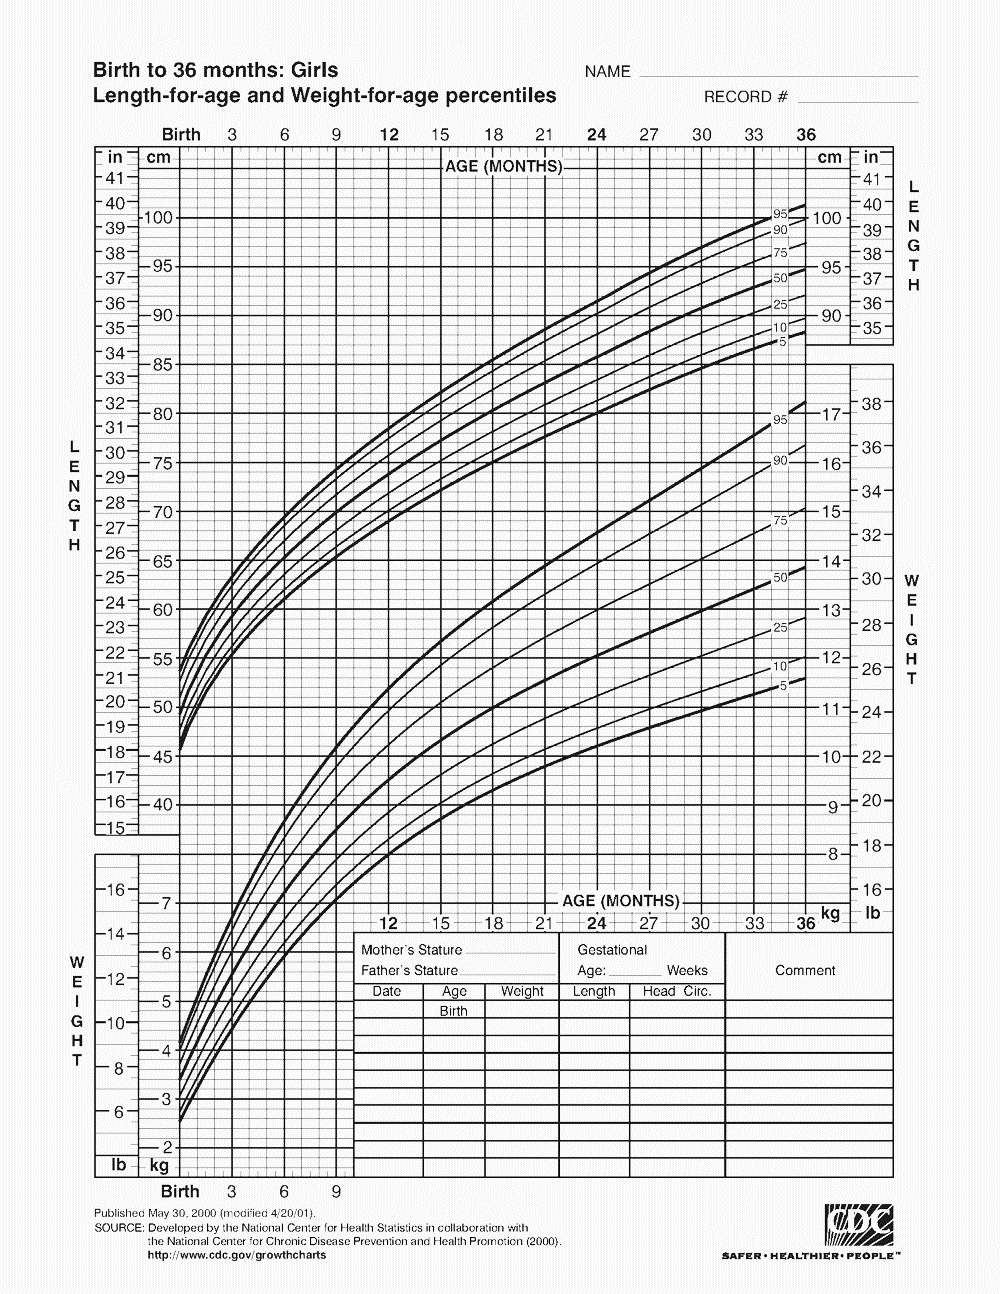 Birth to 36 months: Girls
NAME
Length-for-age and Weight-for-age percentiles
RECORD #
Birth 3 6 9 12 15 18 21 24 27 30 33 36
in cm AGE (MONTHS) cm in
41 41
40 100 95 100 40
39 90 39
38 75 38
37 95 50 95 37
36 25 36
35 90 10 90 35
34 5
33 85
32 80 17 38
31 95
30 36
29 75 90 16
28 34
27 70 75 15
26 32
25 65 14
24 50 30
23 60 13
22 25 28
21 55 12
20 10 26
19 50 5 11 24
18
17 45 10 22
16 40 9 20
15
8 18
16 7 AGE (MONTHS) 16
12 15 18 21 24 27 30 33 36 kg lb
14
6
12
5
10
4
8
3
6
2
lb kg
Birth 3 6 9
L
E
N
G
T
H
W
E
I
G
H
T
L
E
N
G
T
H
W
E
I
G
H
T
Mother's Stature
Father's Stature
Gestational
Age: Weeks
Comment
Date Age Weight Length Head Circ.
Birth
Published May 30, 2000 (modified 4/20/01).
SOURCE: Developed by the National Center for Health Statistics in collaboration with
the National Center for Chronic Disease Prevention and Health Promotion (2000).
http://www.cdc.gov/growthcharts
CDC
SAFER • HEALTHIER • PEOPLE™